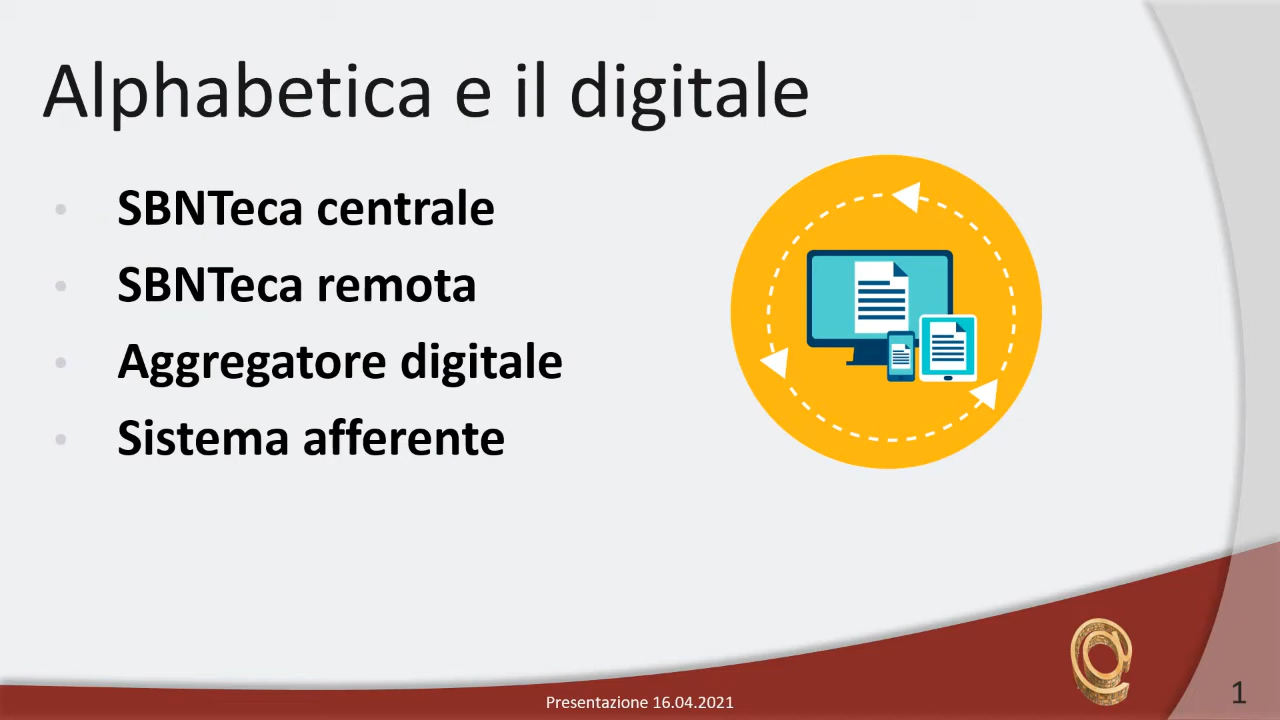 Alphabetica e il digitale
• SBNTeca centrale
• SBNTeca remota
• Aggregatore digitale
• Sistema afferente
Presentazione 16.04.2021
1